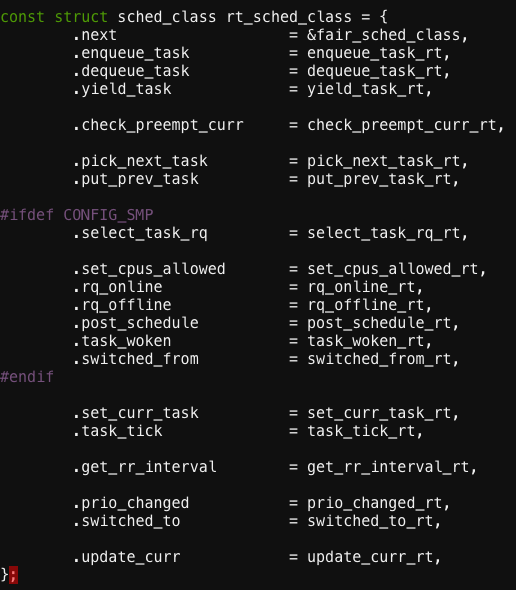 const struct sched_class rt_sched_class = {
        .next                   = &fair_sched_class,
        .enqueue_task           = enqueue_task_rt,
        .dequeue_task           = dequeue_task_rt,
        .yield_task             = yield_task_rt,

        .check_preempt_curr     = check_preempt_curr_rt,

        .pick_next_task         = pick_next_task_rt,
        .put_prev_task          = put_prev_task_rt,

#ifdef CONFIG_SMP
        .select_task_rq         = select_task_rq_rt,

        .set_cpus_allowed       = set_cpus_allowed_rt,
        .rq_online              = rq_online_rt,
        .rq_offline             = rq_offline_rt,
        .post_schedule          = post_schedule_rt,
        .task_woken             = task_woken_rt,
        .switched_from          = switched_from_rt,
#endif

        .set_curr_task          = set_curr_task_rt,
        .task_tick              = task_tick_rt,

        .get_rr_interval        = get_rr_interval_rt,

        .prio_changed           = prio_changed_rt,
        .switched_to            = switched_to_rt,

        .update_curr            = update_curr_rt,
};